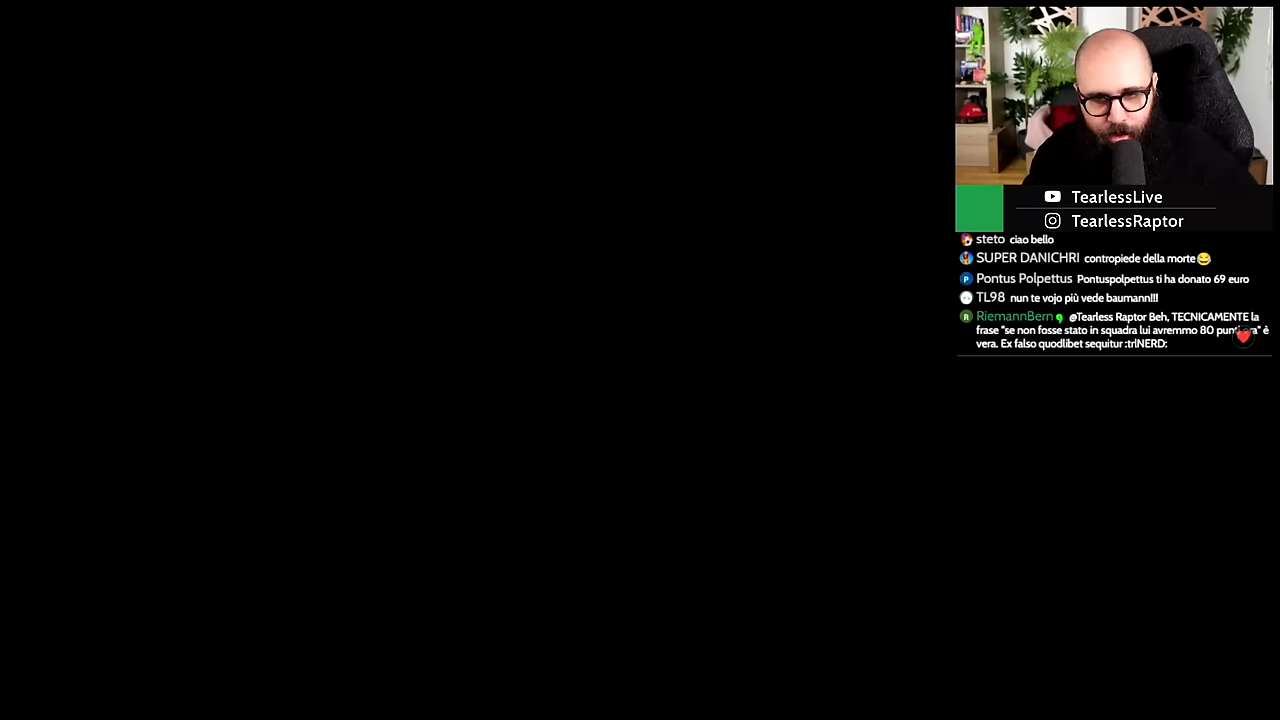 TearlessLive
TearlessRaptor
steto ciao bello
SUPER DANICHRI contropiede della morte😂
Pontus Polpettus Pontuspolpettus ti ha donato 69 euro
TL98 nun te vojo più vede baumann!!!
RiemannBern @Tearless Raptor Beh, TECNICAMENTE la
frase "se non fosse stato in squadra lui avremmo 80 punti è
vera. Ex falso quodlibet sequitur :trlNERD: